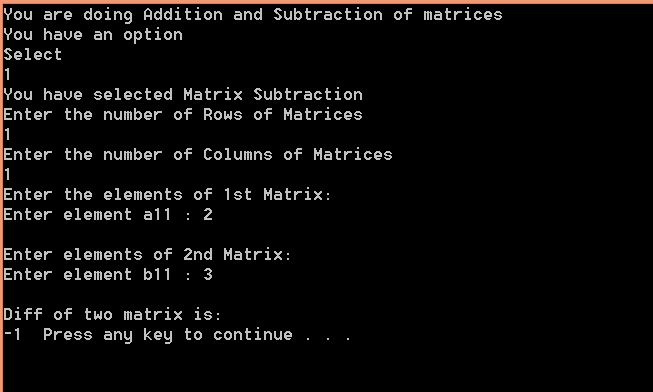 You are doing Addition and Subtraction of matrices
You have an option
Select
1
You have selected Matrix Subtraction
Enter the number of Rows of Matrices
1
Enter the number of Columns of Matrices
1
Enter the elements of 1st Matrix:
Enter element a11 : 2
Enter elements of 2nd Matrix:
Enter element b11 : 3
Diff of two matrix is:
-1  Press any key to continue . . .